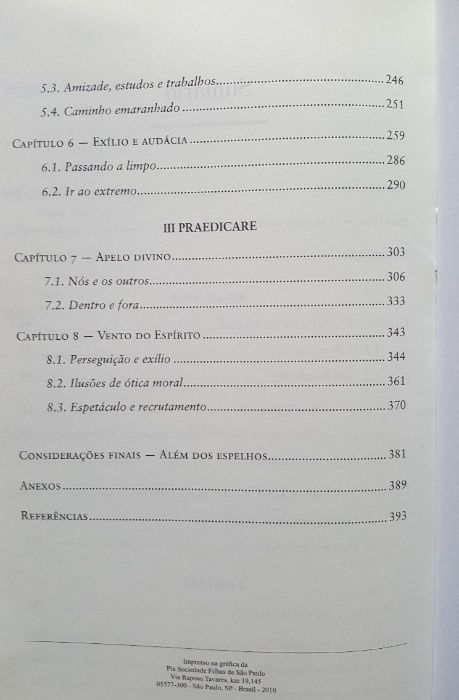 5.3. Amizade, estudos e trabalhos........................................ 246
5.4. Caminho emaranhado........................................ 251
CAPÍTULO 6 — EXÍLIO E AUDÁCIA........................................ 259
6.1. Passando a limpo........................................ 286
6.2. Ir ao extremo........................................ 290
III PRAEDICARE
CAPÍTULO 7 — APELO DIVINO........................................ 303
7.1. Nós e os outros........................................ 306
7.2. Dentro e fora........................................ 333
CAPÍTULO 8 — VENTO DO ESPÍRITO........................................ 343
8.1. Perseguição e exílio........................................ 344
8.2. Ilusões de ótica moral........................................ 361
8.3. Espetáculo e recrutamento........................................ 370
CONSIDERAÇÕES FINAIS — ALÉM DOS ESPELHOS........................................ 381
ANEXOS........................................ 389
REFERÊNCIAS........................................ 393
Impresso na gráfica da
Pia Sociedade Filhas de São Paulo
Via Raposo Tavares, km 19,145
05577-300 - São Paulo, SP - Brasil - 2010